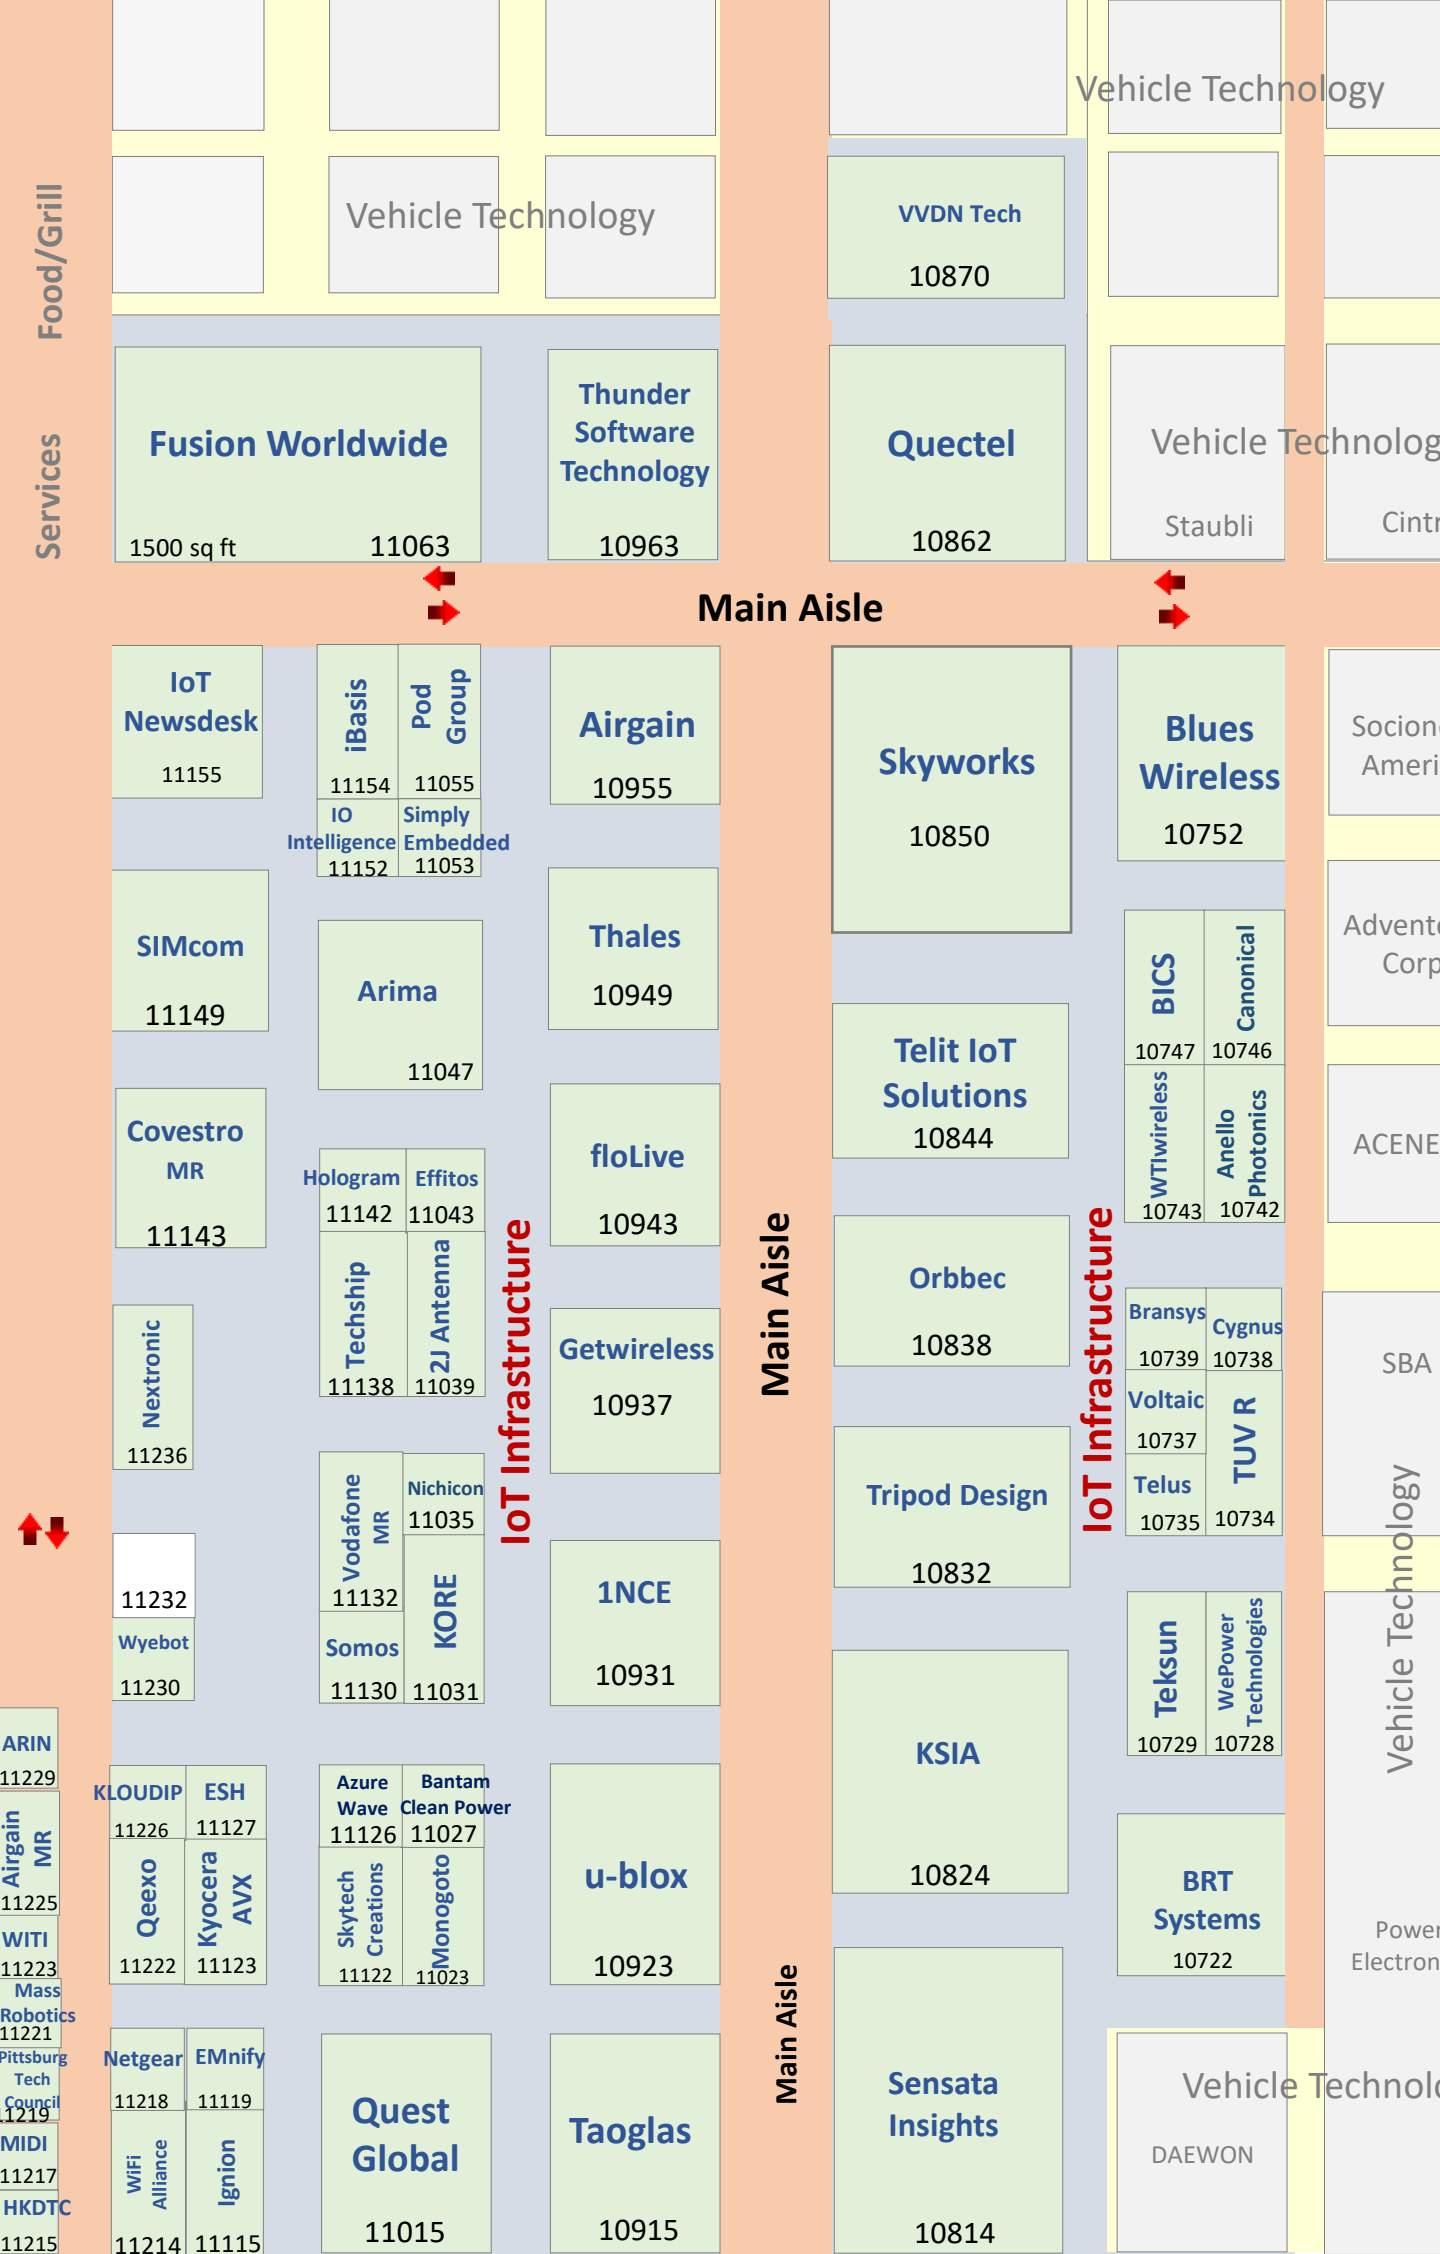 Vehicle Technology
Food/Grill
Vehicle Technology
VVDN Tech
10870
Services
Fusion Worldwide
1500 sq ft
11063
Thunder
Software
Technology
10963
Quectel
10862
Vehicle Technolog
Staubli
Cintr
Main Aisle
IoT
Newsdesk
11155
iBasis
11154
Pod
Group
11055
IO
Intelligence
11152
Simply
Embedded
11053
Airgain
10955
Skyworks
10850
Blues
Wireless
10752
Socion
Ameri
SIMcom
11149
Arima
11047
Thales
10949
Telit IoT
Solutions
10844
BICS
10747
Canonical
10746
WTIwireless
10743
Anello
Photonics
10742
Advent
Corp
ACENE
Covestro
MR
11143
Hologram
11142
Effitos
11043
Techship
11138
2J Antenna
11039
IoT Infrastructure
floLive
10943
Main Aisle
Orbbec
10838
IoT Infrastructure
Bransys
10739
Cygnus
10738
Voltaic
10737
Telus
10735
TUV R
10734
SBA
Nextronic
11236
Getwireless
10937
Vodafone
MR
11132
Nichicon
11035
KORE
11031
Somos
11130
Tripod Design
10832
Vehicle Technology
11232
Wyebot
11230
1NCE
10931
KSIA
10824
Teksun
10729
WePower
Technologies
10728
ARIN
11229
Airgain
MR
11225
WITI
11223
Mass
Robotics
11221
Pittsburg
Tech
Council
11219
MIDI
11217
HKDTC
11215
KLOUDIP
11226
ESH
11127
Qeexo
11222
Kyocera
AVX
11123
Azure
Wave
11126
Bantam
Clean Power
11027
Skytech
Creations
11122
Monogoto
11023
u-blox
10923
BRT
Systems
10722
Power
Electron
Main Aisle
Netgear
11218
EMnify
11119
WiFi
Alliance
11214
Ignion
11115
Quest
Global
11015
Taoglas
10915
Sensata
Insights
10814
Vehicle Technolo
DAEWON